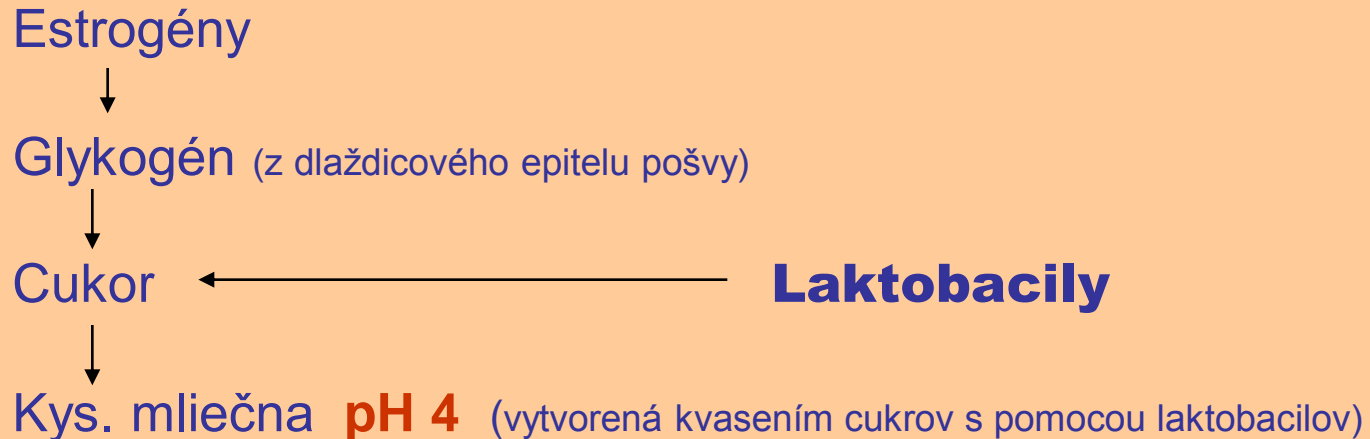 Estrogény
Glykogén (z dlaždicového epitelu pošvy)
Cukor Laktobacily
Kys. mliečna pH 4 (vytvorená kvasením cukrov s pomocou laktobacilov)